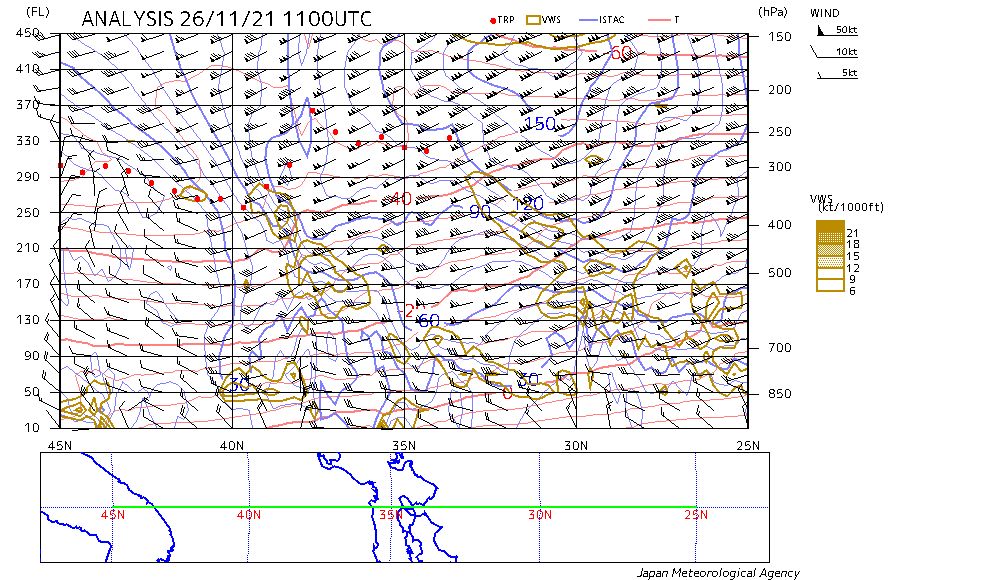 (FL) ANALYSIS 26/11/21 1100UTC TRP VWS ISTAC T (hPa) WIND
450 150 50kt
60
410 10kt
5kt
370 200
150
330 250
290 300
VWS
40 90 120 (kt/1000ft)
250 400
21
210 18
15
500 12
170 9
6
2
130 60
90 700
30 30
50 0 850
10
45N 40N 35N 30N 25N
45N 40N 35N 30N 25N
Japan Meteorological Agency